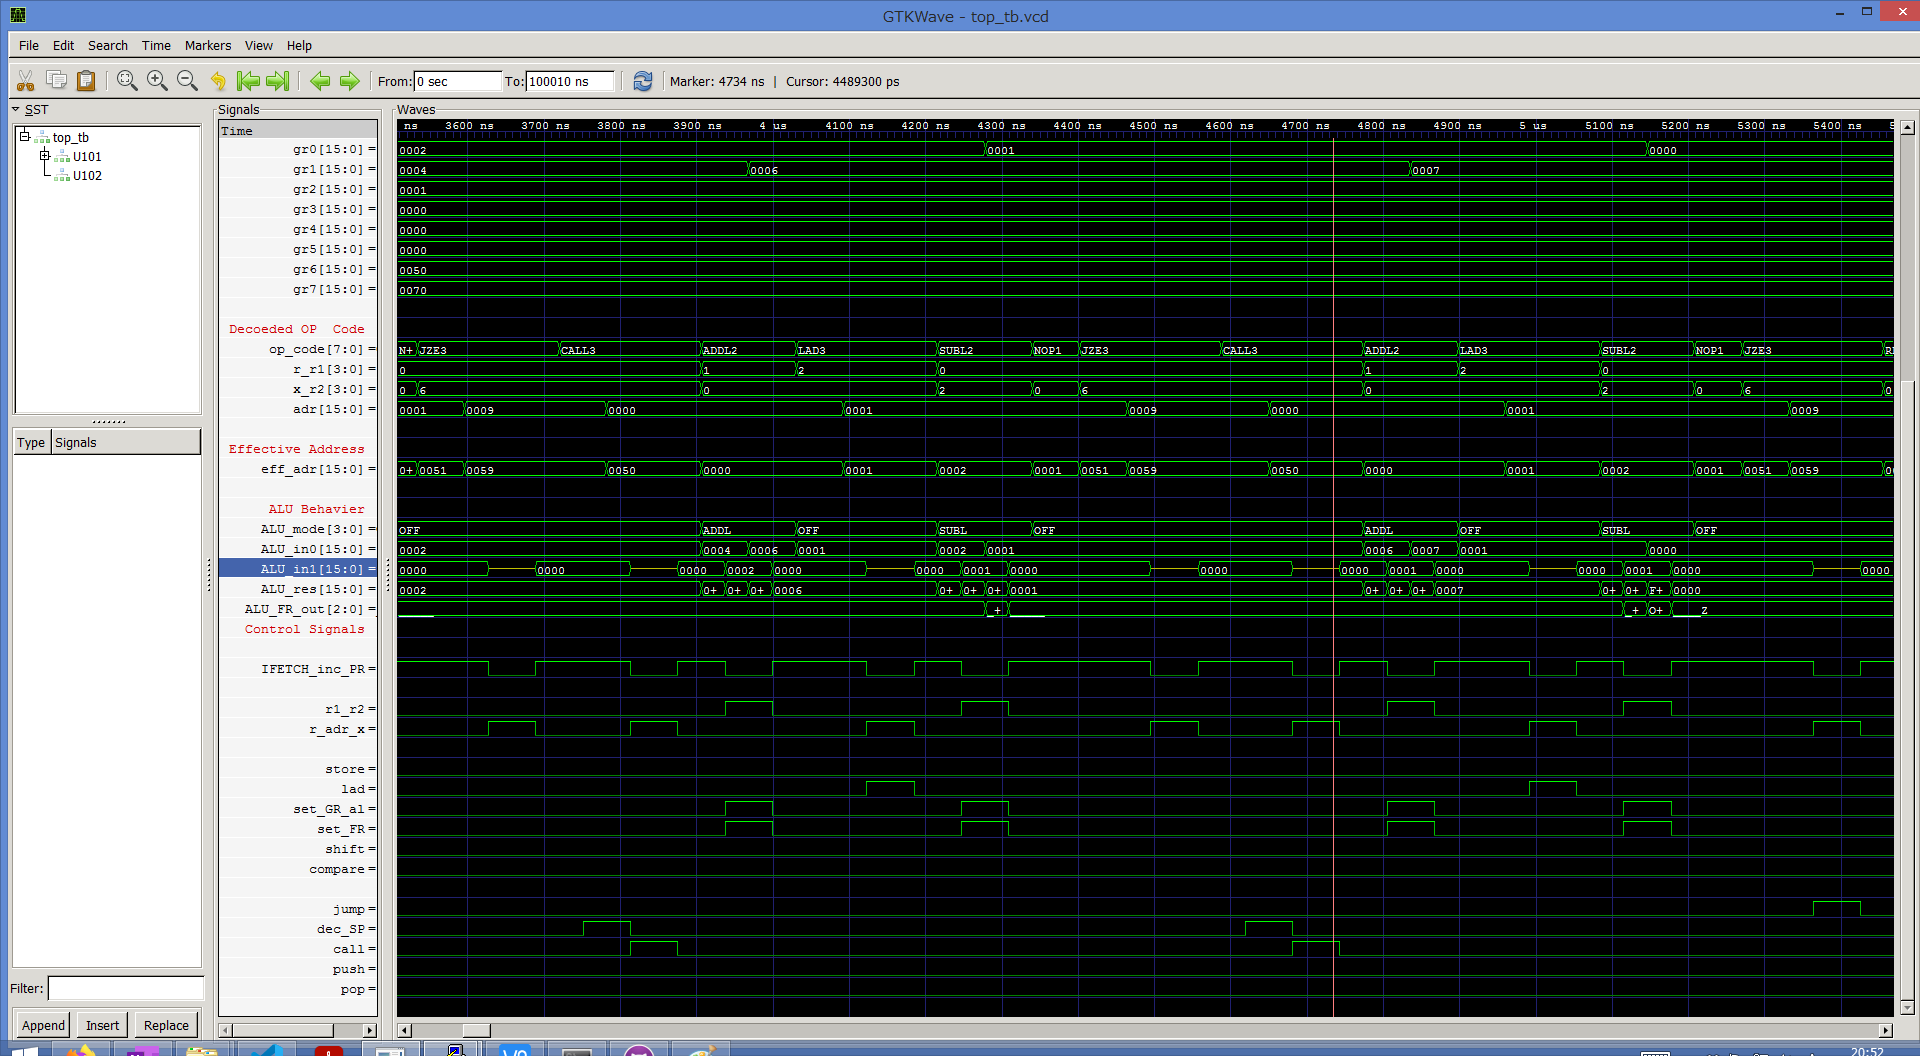 GTKWave - top_tb.vcd
File Edit Search Time Markers View Help
From: 0 sec To: 100010 ns Marker: 4734 ns | Cursor: 4489300 ps
SST
top_tb
U101
U102
Type Signals
Filter:
Append Insert Replace
Signals
Waves
Time
ns 3600 ns 3700 ns 3800 ns 3900 ns 4 us 4100 ns 4200 ns 4300 ns 4400 ns 4500 ns 4600 ns 4700 ns 4800 ns 4900 ns 5 us 5100 ns 5200 ns 5300 ns 5400 ns 5
gr0[15:0] = 0002 0001 0000
gr1[15:0] = 0004 0006 0007
gr2[15:0] = 0001
gr3[15:0] = 0000
gr4[15:0] = 0000
gr5[15:0] = 0000
gr6[15:0] = 0050
gr7[15:0] = 0070
Decoeded OP Code
op_code[7:0] = N+ JZE3 CALL3 ADDL2 LAD3 SUBL2 NOP1 JZE3 CALL3 ADDL2 LAD3 SUBL2 NOP1 JZE3 R
r_r1[3:0] = 0 1 2 0 1 2 0
x_r2[3:0] = 0 6 0 2 0 6 0 2 0 6 0
adr[15:0] = 0001 0009 0000 0001 0009 0000 0001 0009
Effective Address
eff_adr[15:0] = 0+ 0051 0059 0050 0000 0001 0002 0001 0051 0059 0050 0000 0001 0002 0001 0051 0059
ALU Behavier
ALU_mode[3:0] = OFF ADDL OFF SUBL OFF ADDL OFF SUBL OFF
ALU_in0[15:0] = 0002 0004 0006 0001 0002 0001 0006 0007 0001 0000
ALU_in1[15:0] = 0000 0000 0000 0002 0000 0000 0001 0000 0000 0000 0001 0000 0000 0001 0000 0000
ALU_res[15:0] = 0002 0+ 0+ 0+ 0006 0+ 0+ 0+ 0001 0+ 0+ 0+ 0007 0+ 0+ F+ 0000
ALU_FR_out[2:0] = _+ _+ 0+ Z
Control Signals
IFETCH_inc_PR =
r1_r2 =
r_adr_x =
store =
lad =
set_GR_al =
set_FR =
shift =
compare =
jump =
dec_SP =
call =
push =
pop =
20:52